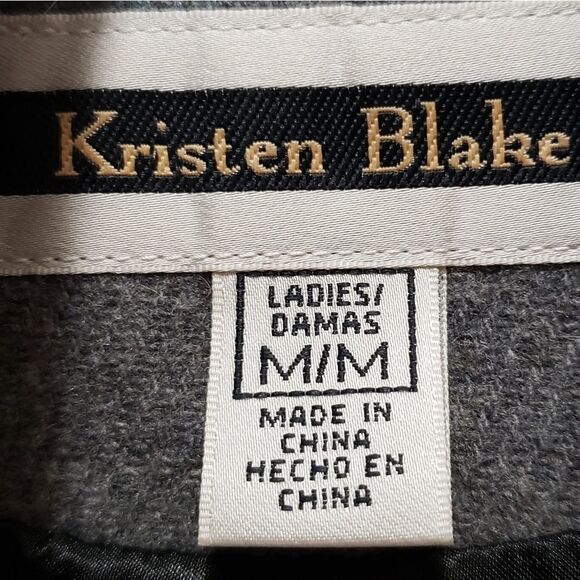 Kristen Blake
LADIES/
DAMAS
M/M
MADE IN
CHINA
HECHO EN
CHINA